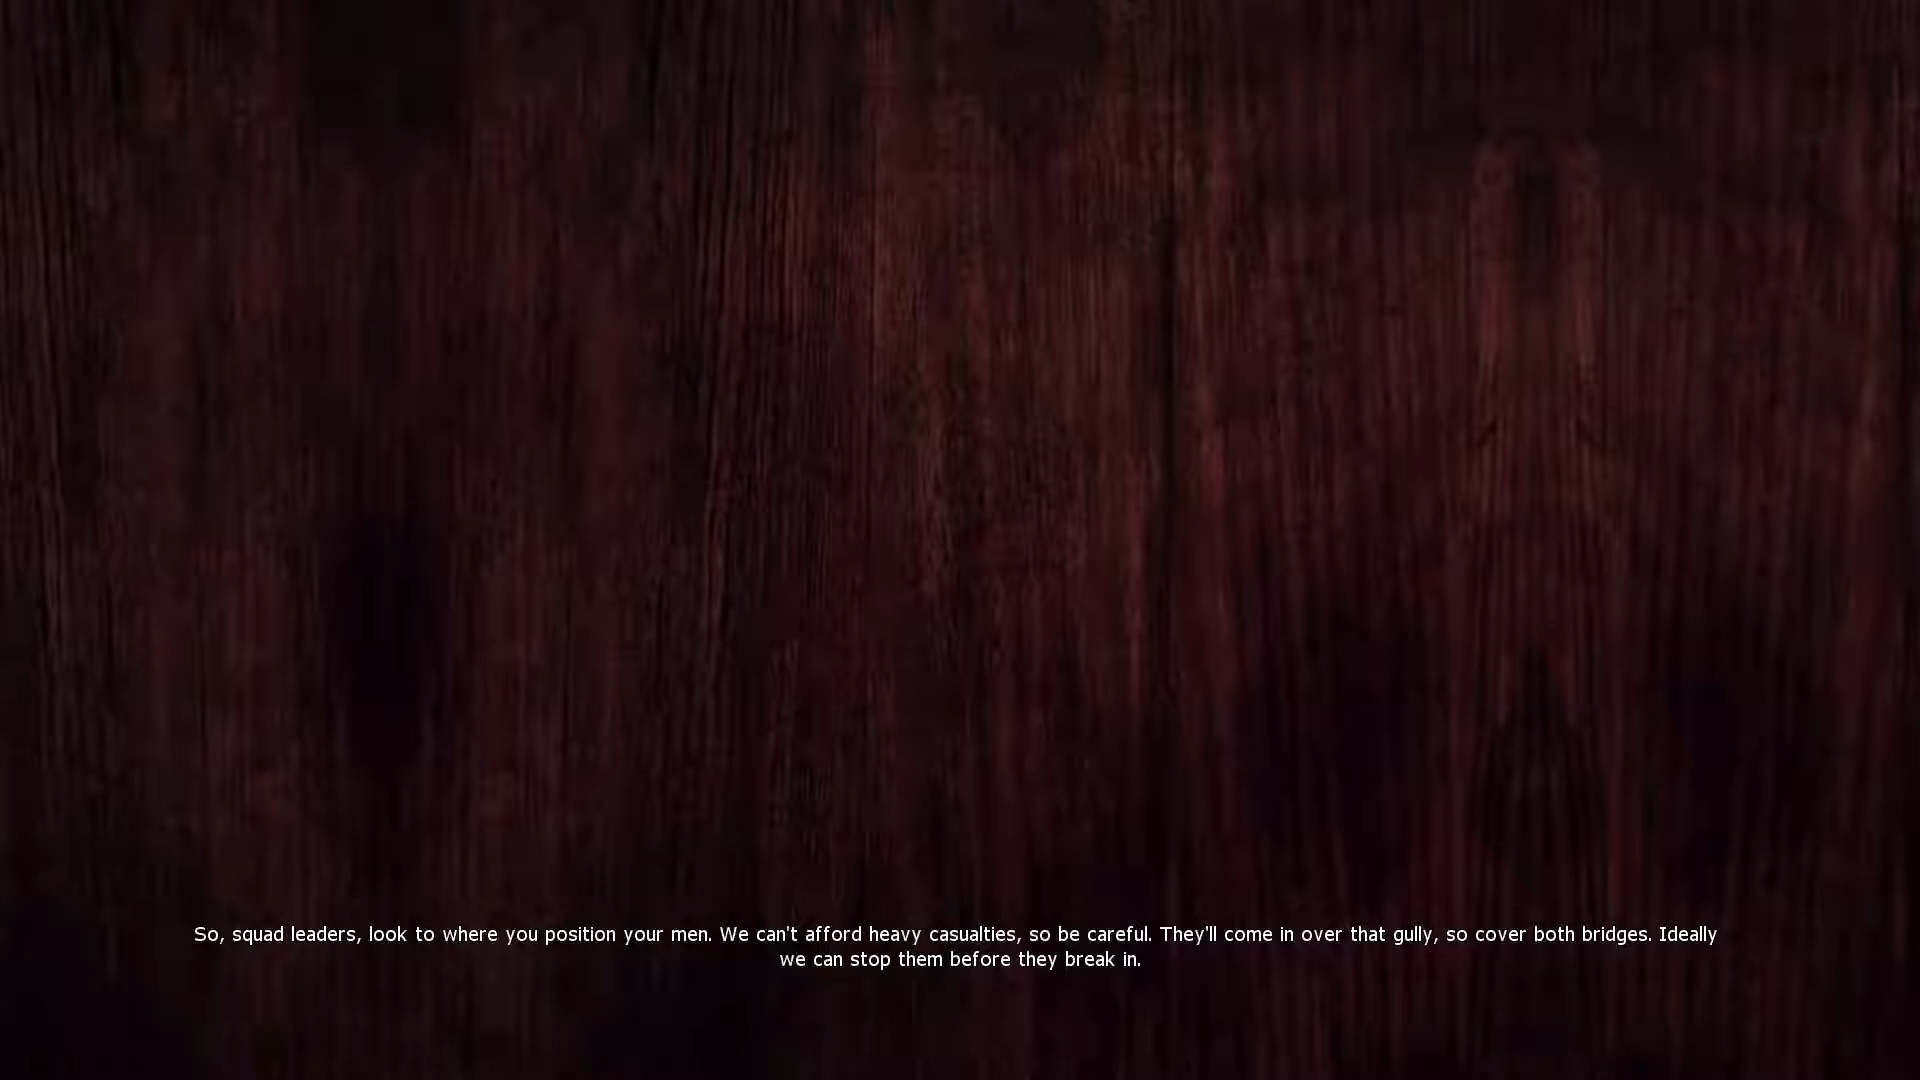 So, squad leaders, look to where you position your men. We can't afford heavy casualties, so be careful. They'll come in over that gully, so cover both bridges. Ideally
we can stop them before they break in.